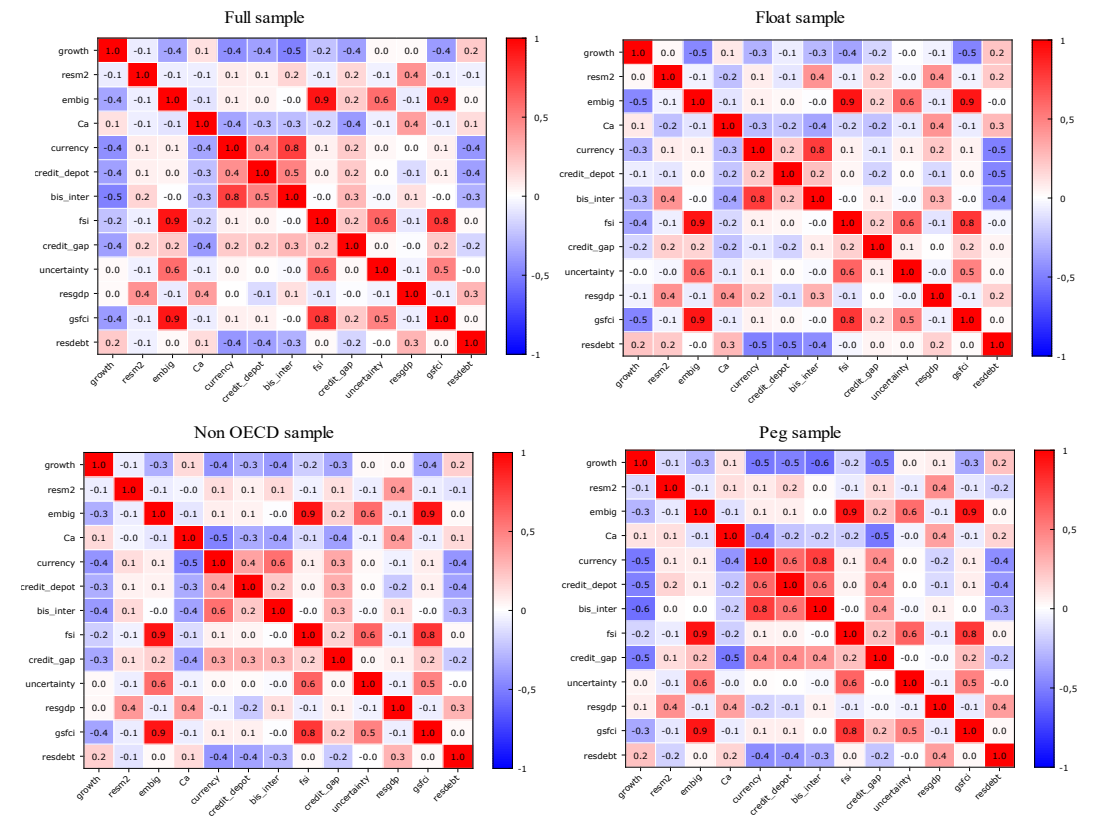 Full sample
growth 1.0 -0.1 -0.4 0.1 -0.4 -0.4 -0.5 -0.2 -0.4 0.0 0.0 -0.4 0.2
resm2 -0.1 1.0 -0.1 -0.1 0.1 0.1 0.2 -0.1 0.2 -0.1 0.4 -0.1 -0.1
embig -0.4 -0.1 1.0 -0.1 0.1 0.0 -0.0 0.9 0.2 0.6 -0.1 0.9 0.0
Ca 0.1 -0.1 -0.1 1.0 -0.4 -0.3 -0.3 -0.2 -0.4 -0.1 0.4 -0.1 0.1
currency -0.4 0.1 0.1 -0.4 1.0 0.4 0.8 0.1 0.2 0.0 0.0 0.1 -0.4
credit_depot -0.4 0.1 0.0 -0.3 0.4 1.0 0.5 0.0 0.2 0.0 -0.1 0.1 -0.4
bis_inter -0.5 0.2 -0.0 -0.3 0.8 0.5 1.0 -0.0 0.3 -0.0 0.1 -0.0 -0.3
fsi -0.2 -0.1 0.9 -0.2 0.1 0.0 -0.0 1.0 0.2 0.6 -0.1 0.8 0.0
credit_gap -0.4 0.2 0.2 -0.4 0.2 0.2 0.3 0.2 1.0 0.0 -0.0 0.2 -0.2
uncertainty 0.0 -0.1 0.6 -0.1 0.0 0.0 -0.0 0.6 0.0 1.0 -0.1 0.5 -0.0
resgdp 0.0 0.4 -0.1 0.4 0.0 -0.1 0.1 -0.1 -0.0 -0.1 1.0 -0.1 0.3
gsfci -0.4 -0.1 0.9 -0.1 0.1 0.1 -0.0 0.8 0.2 0.5 -0.1 1.0 0.0
resdebt 0.2 -0.1 0.0 0.1 -0.4 -0.4 -0.3 0.0 -0.2 -0.0 0.3 0.0 1.0
growth resm2 embig Ca currency credit_depot bis_inter fsi credit_gap uncertainty resgdp gsfci resdebt
1
0,5
0
-0,5
-1
Float sample
growth 1.0 0.0 -0.5 0.1 -0.3 -0.1 -0.3 -0.4 -0.2 -0.0 -0.1 -0.5 0.2
resm2 0.0 1.0 -0.1 -0.2 0.1 -0.1 0.4 -0.1 0.2 -0.1 0.4 -0.1 0.2
embig -0.5 -0.1 1.0 -0.1 0.1 0.0 -0.0 0.9 0.2 0.6 -0.1 0.9 -0.0
Ca 0.1 -0.2 -0.1 1.0 -0.3 -0.2 -0.4 -0.2 -0.2 -0.1 0.4 -0.1 0.3
currency -0.3 0.1 0.1 -0.3 1.0 0.2 0.8 0.1 -0.1 0.0 0.2 0.1 -0.5
credit_depot -0.1 -0.1 0.0 -0.2 0.2 1.0 0.2 0.0 -0.2 0.0 -0.1 0.0 -0.5
bis_inter -0.3 0.4 -0.0 -0.4 0.8 0.2 1.0 -0.0 0.1 -0.0 0.3 -0.0 -0.4
fsi -0.4 -0.1 0.9 -0.2 0.1 0.0 -0.0 1.0 0.2 0.6 -0.1 0.8 -0.0
credit_gap -0.2 0.2 0.2 -0.2 -0.1 -0.2 0.1 0.2 1.0 0.1 0.0 0.2 0.0
uncertainty -0.0 -0.1 0.6 -0.1 0.0 0.0 -0.0 0.6 0.1 1.0 -0.0 0.5 0.0
resgdp -0.1 0.4 -0.1 0.4 0.2 -0.1 0.3 -0.1 0.0 -0.0 1.0 -0.1 0.2
gsfci -0.5 -0.1 0.9 -0.1 0.1 0.0 -0.0 0.8 0.2 0.5 -0.1 1.0 0.0
resdebt 0.2 0.2 -0.0 0.3 -0.5 -0.5 -0.4 -0.0 0.0 0.0 0.2 0.0 1.0
growth resm2 embig Ca currency credit_depot bis_inter fsi credit_gap uncertainty resgdp gsfci resdebt
1
0,5
0
-0,5
-1
Non OECD sample
growth 1.0 -0.1 -0.3 0.1 -0.4 -0.3 -0.4 -0.2 -0.3 0.0 0.0 -0.4 0.2
resm2 -0.1 1.0 -0.1 -0.0 0.1 0.1 0.1 -0.1 0.1 -0.1 0.4 -0.1 -0.1
embig -0.3 -0.1 1.0 -0.1 0.1 0.1 -0.0 0.9 0.2 0.6 -0.1 0.9 0.0
Ca 0.1 -0.0 -0.1 1.0 -0.5 -0.3 -0.4 -0.1 -0.4 -0.1 0.4 -0.1 0.1
currency -0.4 0.1 0.1 -0.5 1.0 0.4 0.6 0.1 0.3 0.0 -0.1 0.1 -0.4
credit_depot -0.3 0.1 0.1 -0.3 0.4 1.0 0.2 0.0 0.3 0.0 -0.2 0.1 -0.4
bis_inter -0.4 0.1 -0.0 -0.4 0.6 0.2 1.0 -0.0 0.3 -0.0 0.1 -0.0 -0.3
fsi -0.2 -0.1 0.9 -0.1 0.1 0.0 -0.0 1.0 0.2 0.6 -0.1 0.8 0.0
credit_gap -0.3 0.1 0.2 -0.4 0.3 0.3 0.3 0.2 1.0 0.0 0.1 0.2 -0.2
uncertainty 0.0 -0.1 0.6 -0.1 0.0 0.0 -0.0 0.6 0.0 1.0 -0.1 0.5 -0.0
resgdp 0.0 0.4 -0.1 0.4 -0.1 -0.2 0.1 -0.1 0.1 -0.1 1.0 -0.1 0.3
gsfci -0.4 -0.1 0.9 -0.1 0.1 0.1 -0.0 0.8 0.2 0.5 -0.1 1.0 0.0
resdebt 0.2 -0.1 0.0 0.1 -0.4 -0.4 -0.3 0.0 -0.2 -0.0 0.3 0.0 1.0
growth resm2 embig Ca currency credit_depot bis_inter fsi credit_gap uncertainty resgdp gsfci resdebt
1
0,5
0
-0,5
-1
Peg sample
growth 1.0 -0.1 -0.3 0.1 -0.5 -0.5 -0.6 -0.2 -0.5 0.0 0.1 -0.3 0.2
resm2 -0.1 1.0 -0.1 0.1 0.1 0.2 0.0 -0.1 0.1 -0.1 0.4 -0.1 -0.2
embig -0.3 -0.1 1.0 -0.1 0.1 0.1 0.0 0.9 0.2 0.6 -0.1 0.9 0.0
Ca 0.1 0.1 -0.1 1.0 -0.4 -0.2 -0.2 -0.2 -0.5 -0.0 0.4 -0.1 0.2
currency -0.5 0.1 0.1 -0.4 1.0 0.6 0.8 0.1 0.4 0.0 -0.2 0.1 -0.4
credit_depot -0.5 0.2 0.1 -0.2 0.6 1.0 0.6 0.0 0.4 0.0 -0.1 0.1 -0.4
bis_inter -0.6 0.0 0.0 -0.2 0.8 0.6 1.0 -0.0 0.4 -0.0 -0.1 0.0 -0.3
fsi -0.2 -0.1 0.9 -0.2 0.1 0.0 -0.0 1.0 0.2 0.6 -0.1 0.8 0.0
credit_gap -0.5 0.1 0.2 -0.5 0.4 0.4 0.4 0.2 1.0 -0.0 -0.0 0.2 -0.2
uncertainty 0.0 -0.1 0.6 -0.0 0.0 0.0 -0.0 0.6 -0.0 1.0 -0.1 0.5 -0.0
resgdp 0.1 0.4 -0.1 0.4 -0.2 -0.1 -0.1 -0.1 -0.0 -0.1 1.0 -0.1 0.4
gsfci -0.3 -0.1 0.9 -0.1 0.1 0.1 0.0 0.8 0.2 0.5 -0.1 1.0 0.0
resdebt 0.2 -0.2 0.0 0.2 -0.4 -0.4 -0.3 0.0 -0.2 -0.0 0.4 0.0 1.0
growth resm2 embig Ca currency credit_depot bis_inter fsi credit_gap uncertainty resgdp gsfci resdebt
1
0,5
0
-0,5
-1